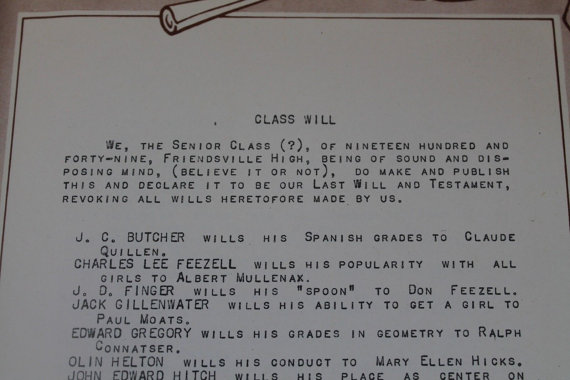 CLASS WILL
We, the Senior Class (?), of nineteen hundred and
forty-nine, Friendsville High, being of sound and dis-
posing mind, (believe it or not), do make and publish
this and declare it to be our Last Will and Testament,
revoking all wills heretofore made by us.
J. C. BUTCHER wills his Spanish grades to Claude
Quillen.
CHARLES LEE FEEZELL wills his popularity with all
girls to Albert Mullenax.
J. D. FINGER wills his "spoon" to Don Feezell.
JACK GILLENWATER wills his ability to get a girl to
Paul Moats.
EDWARD GREGORY wills his grades in geometry to Ralph
Connatser.
OLIN HELTON wills his conduct to Mary Ellen Hicks.
JOHN EDWARD HITCH wills his place as center on